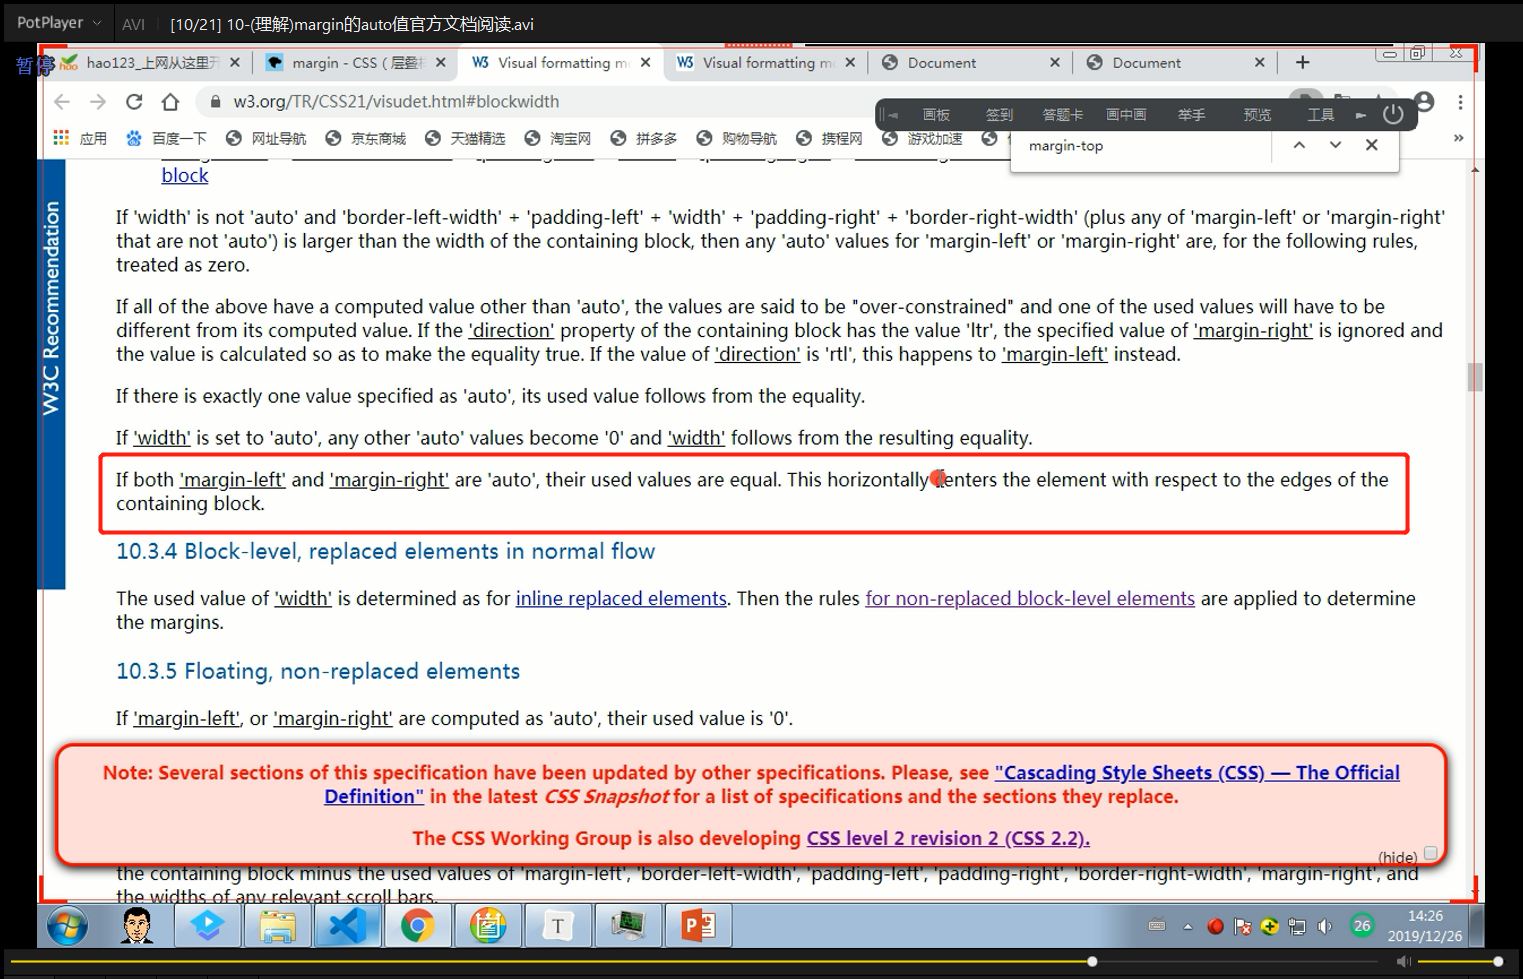 PotPlayer
AVI
[10/21] 10-(理解)margin的auto值官方文档阅读.avi
暂停
hao123_上网从这里开
margin - CSS（层叠
Visual formatting m
Visual formatting m
Document
Document
w3.org/TR/CSS21/visudet.html#blockwidth
画板 签到 答题卡 画中画 举手 预览 工具
应用 百度一下 网址导航 京东商城 天猫精选 淘宝网 拼多多 购物导航 携程网 游戏加速
margin-top
block
W3C Recommendation
If 'width' is not 'auto' and 'border-left-width' + 'padding-left' + 'width' + 'padding-right' + 'border-right-width' (plus any of 'margin-left' or 'margin-right'
that are not 'auto') is larger than the width of the containing block, then any 'auto' values for 'margin-left' or 'margin-right' are, for the following rules,
treated as zero.
If all of the above have a computed value other than 'auto', the values are said to be "over-constrained" and one of the used values will have to be
different from its computed value. If the 'direction' property of the containing block has the value 'ltr', the specified value of 'margin-right' is ignored and
the value is calculated so as to make the equality true. If the value of 'direction' is 'rtl', this happens to 'margin-left' instead.
If there is exactly one value specified as 'auto', its used value follows from the equality.
If 'width' is set to 'auto', any other 'auto' values become '0' and 'width' follows from the resulting equality.
If both 'margin-left' and 'margin-right' are 'auto', their used values are equal. This horizontally centers the element with respect to the edges of the
containing block.
10.3.4 Block-level, replaced elements in normal flow
The used value of 'width' is determined as for inline replaced elements. Then the rules for non-replaced block-level elements are applied to determine
the margins.
10.3.5 Floating, non-replaced elements
If 'margin-left', or 'margin-right' are computed as 'auto', their used value is '0'.
Note: Several sections of this specification have been updated by other specifications. Please, see "Cascading Style Sheets (CSS) — The Official
Definition" in the latest CSS Snapshot for a list of specifications and the sections they replace.
The CSS Working Group is also developing CSS level 2 revision 2 (CSS 2.2).
(hide)
the containing block minus the used values of 'margin-left', 'border-left-width', 'padding-left', 'padding-right', 'border-right-width', 'margin-right', and
the widths of any relevant scroll bars.
26
14:26
2019/12/26